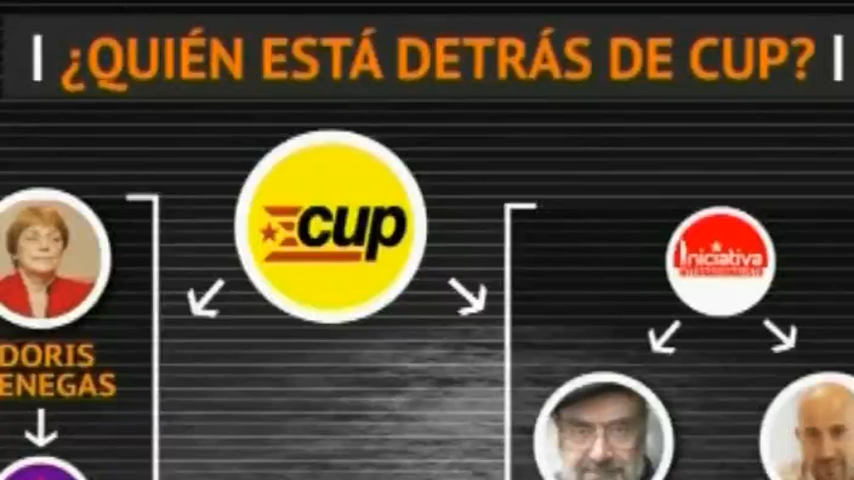 ¿QUIÉN ESTÁ DETRÁS DE CUP?
cup
Iniciativa
DORIS
ENEGAS